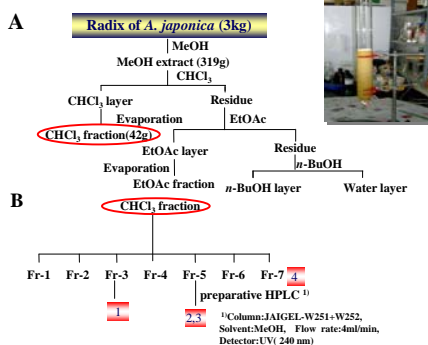 A
Radix of A. japonica (3kg)
MeOH
MeOH extract (319g)
CHCl3
CHCl3 layer
Residue
Evaporation
EtOAc
CHCl3 fraction(42g)
EtOAc layer
Residue
Evaporation
n-BuOH
EtOAc fraction
n-BuOH layer
Water layer
B
CHCl3 fraction
Fr-1 Fr-2 Fr-3 Fr-4 Fr-5 Fr-6 Fr-7 4
preparative HPLC 1)
1
2,3
1)Column:JAIGEL-W251+W252,
Solvent:MeOH, Flow rate:4ml/min,
Detector:UV( 240 nm)